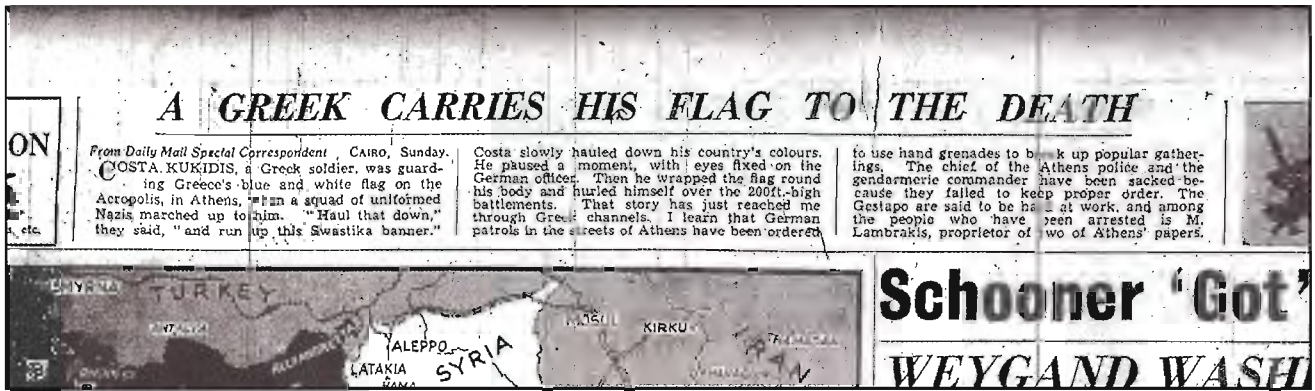 A GREEK CARRIES HIS FLAG TO THE DEATH
ON
s, etc.
From Daily Mail Special Correspondent CAIRO, Sunday.
COSTA KUKIDIS, a Greek soldier, was guard-
ing Greece's blue and white flag on the
Acropolis, in Athens, when a squad of uniformed
Nazis marched up to him. "Haul that down,"
they said, "and run up this Swastika banner."
Costa slowly hauled down his country's colours.
He paused a moment, with eyes fixed on the
German officer. Then he wrapped the flag round
his body and hurled himself over the 200ft.-high
battlements. That story has just reached me
through Greek channels. I learn that German
patrols in the streets of Athens have been ordered
to use hand grenades to break up popular gather-
ings. The chief of the Athens police and the
gendarmerie commander have been sacked be-
cause they failed to keep proper order. The
Gestapo are said to be hard at work, and among
the people who have been arrested is M.
Lambrakis, proprietor of two of Athens' papers.
SMYRNA
TURKEY
ANTALYA
ALEXANDRETTA
ALEPPO
LATAKIA
HAMA
SYRIA
MOSUL
KIRKU
Schooner 'Got'
WEYGAND WASH